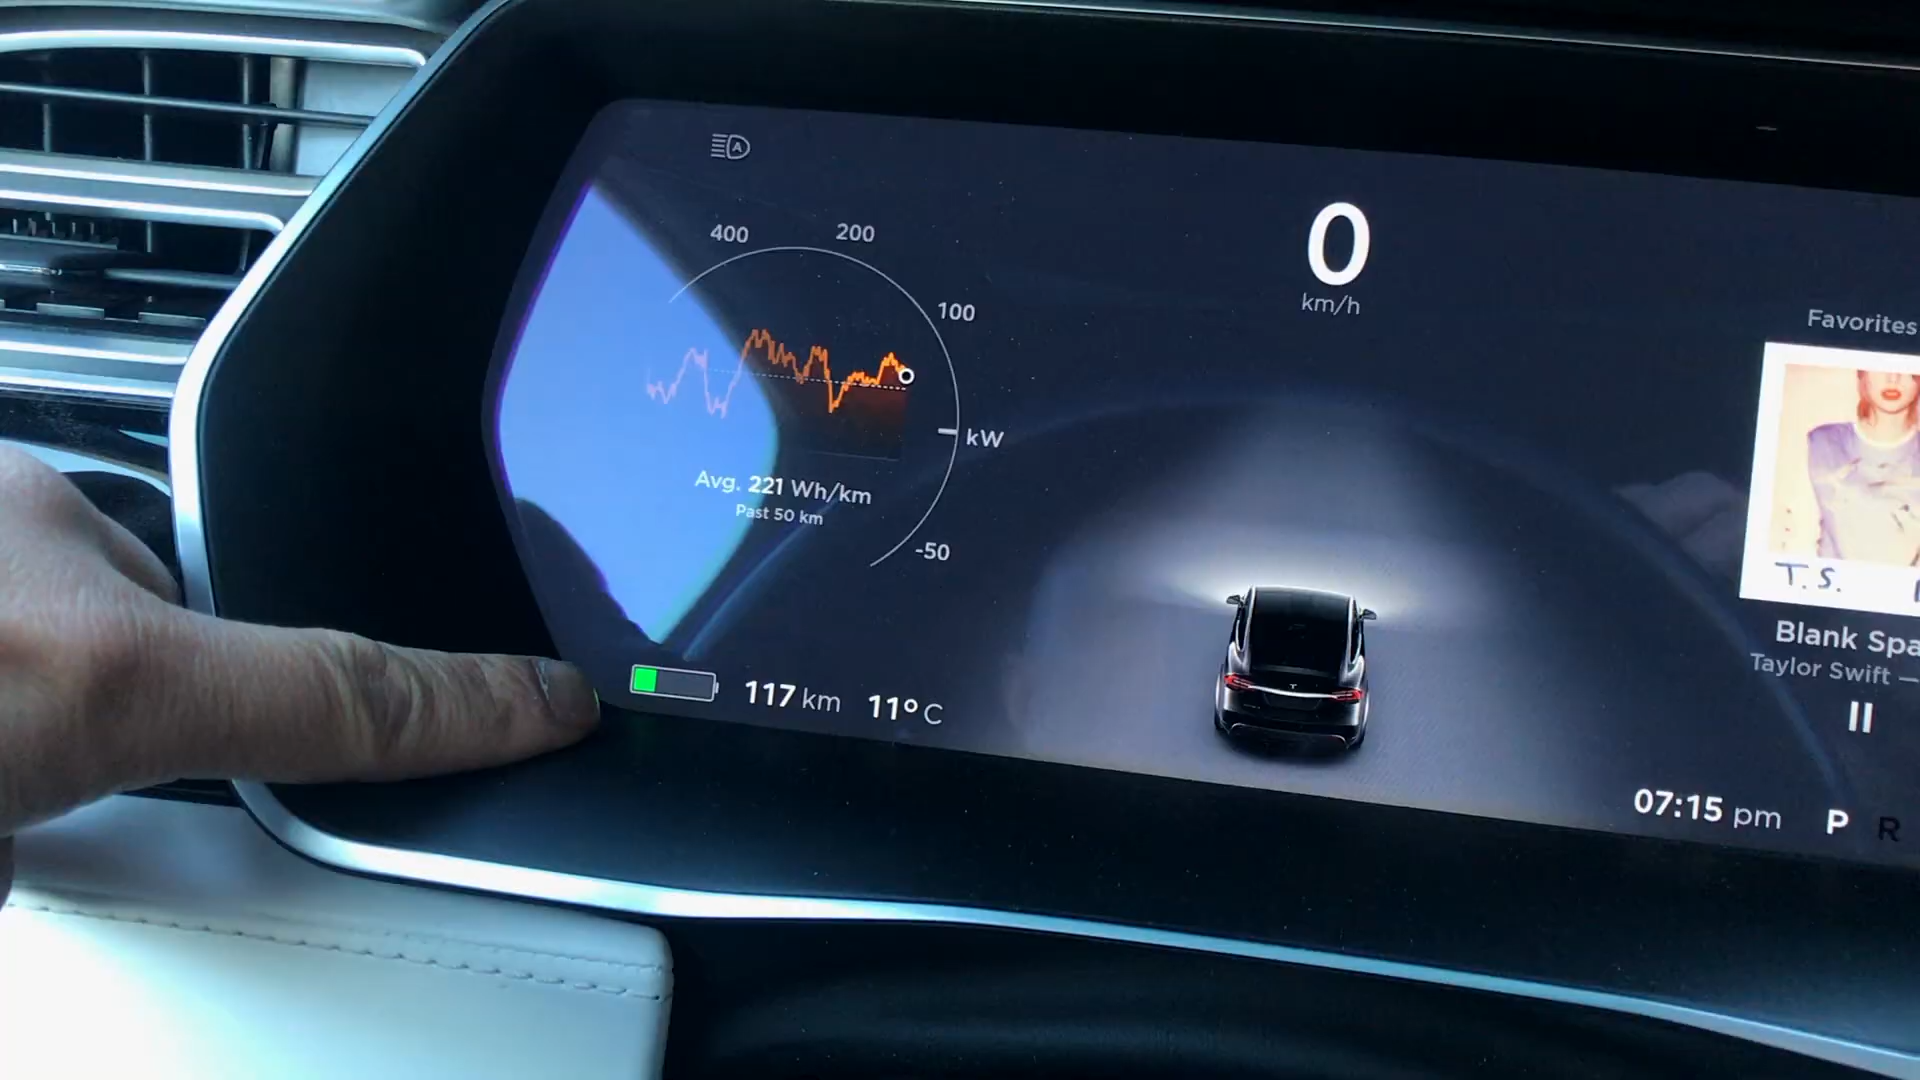 A
400
200
100
kW
-50
Avg. 221 Wh/km
Past 50 km
0
km/h
Favorites
T. S.
Blank Spa
Taylor Swift —
117 km 11° C
07:15 pm
P R